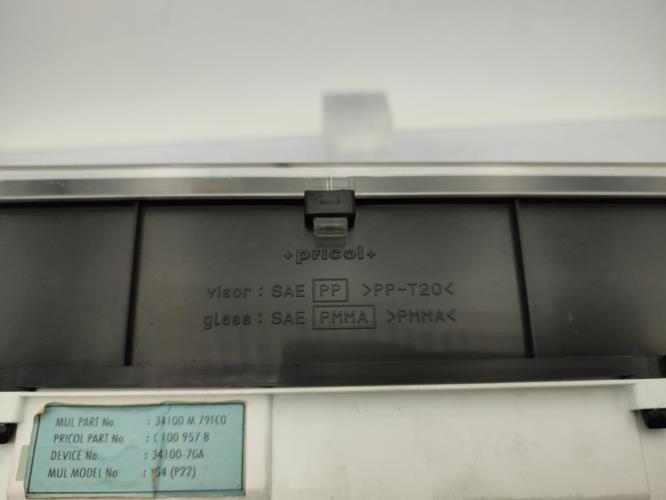 +pricol+
visor : SAE PP >PP-T20<
glass : SAE PMMA >PMMA<
MUL PART No : 34100 M 79FC0
PRICOL PART No : C 100 957 B
DEVICE No : 34100-7GA
MUL MODEL No : (P22)